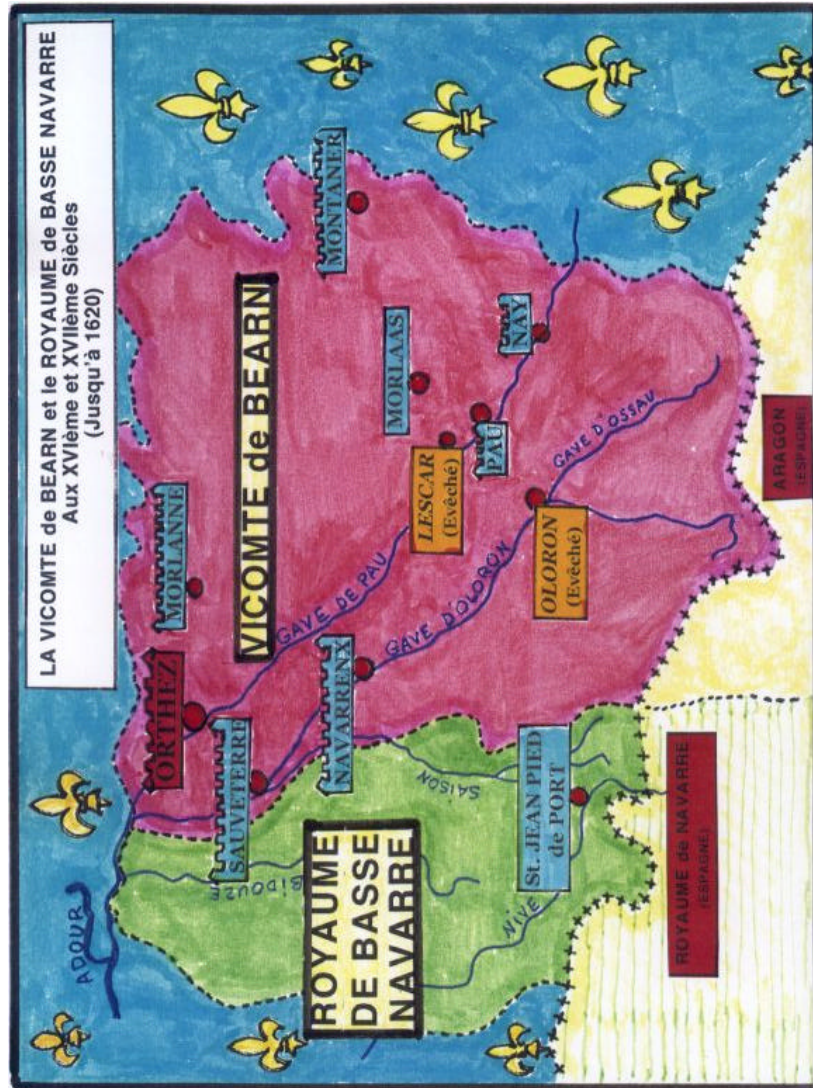 LA VICOMTE de BEARN et le ROYAUME de BASSE NAVARRE
Aux XVIème et XVIIème Siècles
(Jusqu'à 1620)
ADOUR
ORTHEZ
MORLANNE
MONTANER
SAUVETERRE
VICOMTE de BEARN
BIDOUZE
GAVE DE PAU
NAVARRENX
MORLAAS
LESCAR
(Evêché)
PAU
NAY
ROYAUME
DE BASSE
NAVARRE
GAVE D'OLORON
SAISON
OLORON
(Evêché)
GAVE D'OSSAU
NIVE
St. JEAN PIED
de PORT
ROYAUME de NAVARRE
(ESPAGNE)
ARAGON
(ESPAGNE)